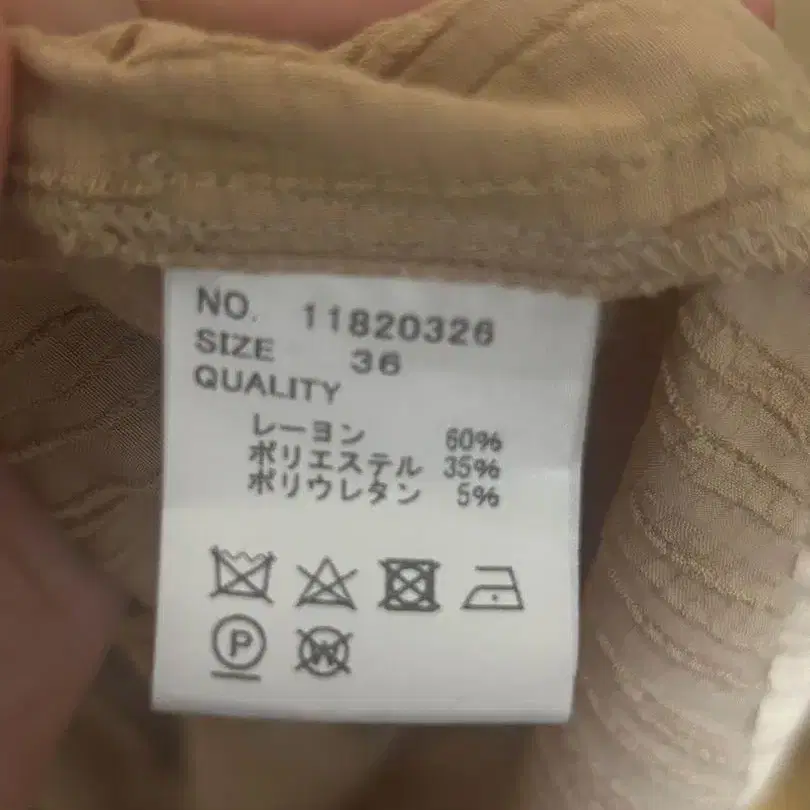 NO. 11820326
SIZE 36
QUALITY
レーヨン 60%
ポリエステル 35%
ポリウレタン 5%
P W